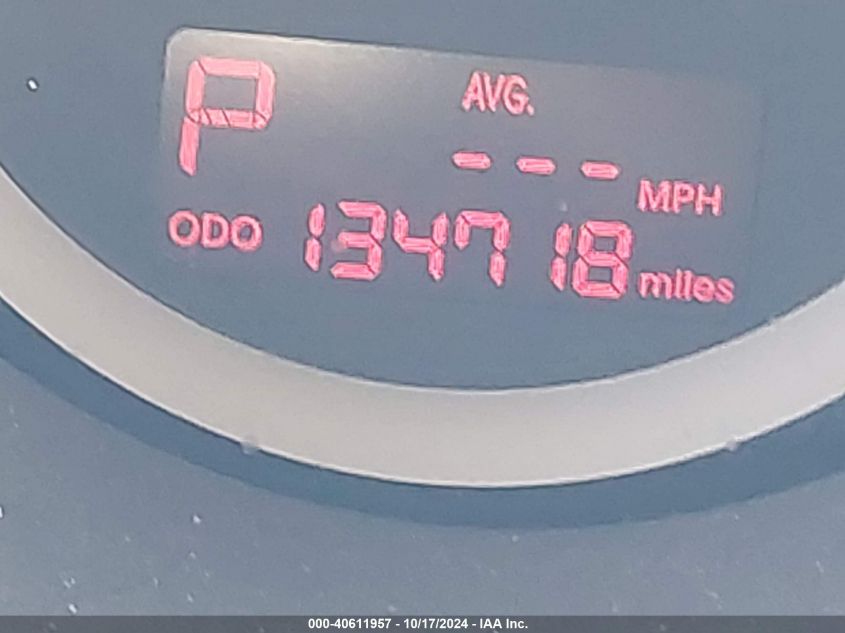 P
AVG.
--- MPH
ODO 134718 miles
000-40611957 - 10/17/2024 - IAA Inc.